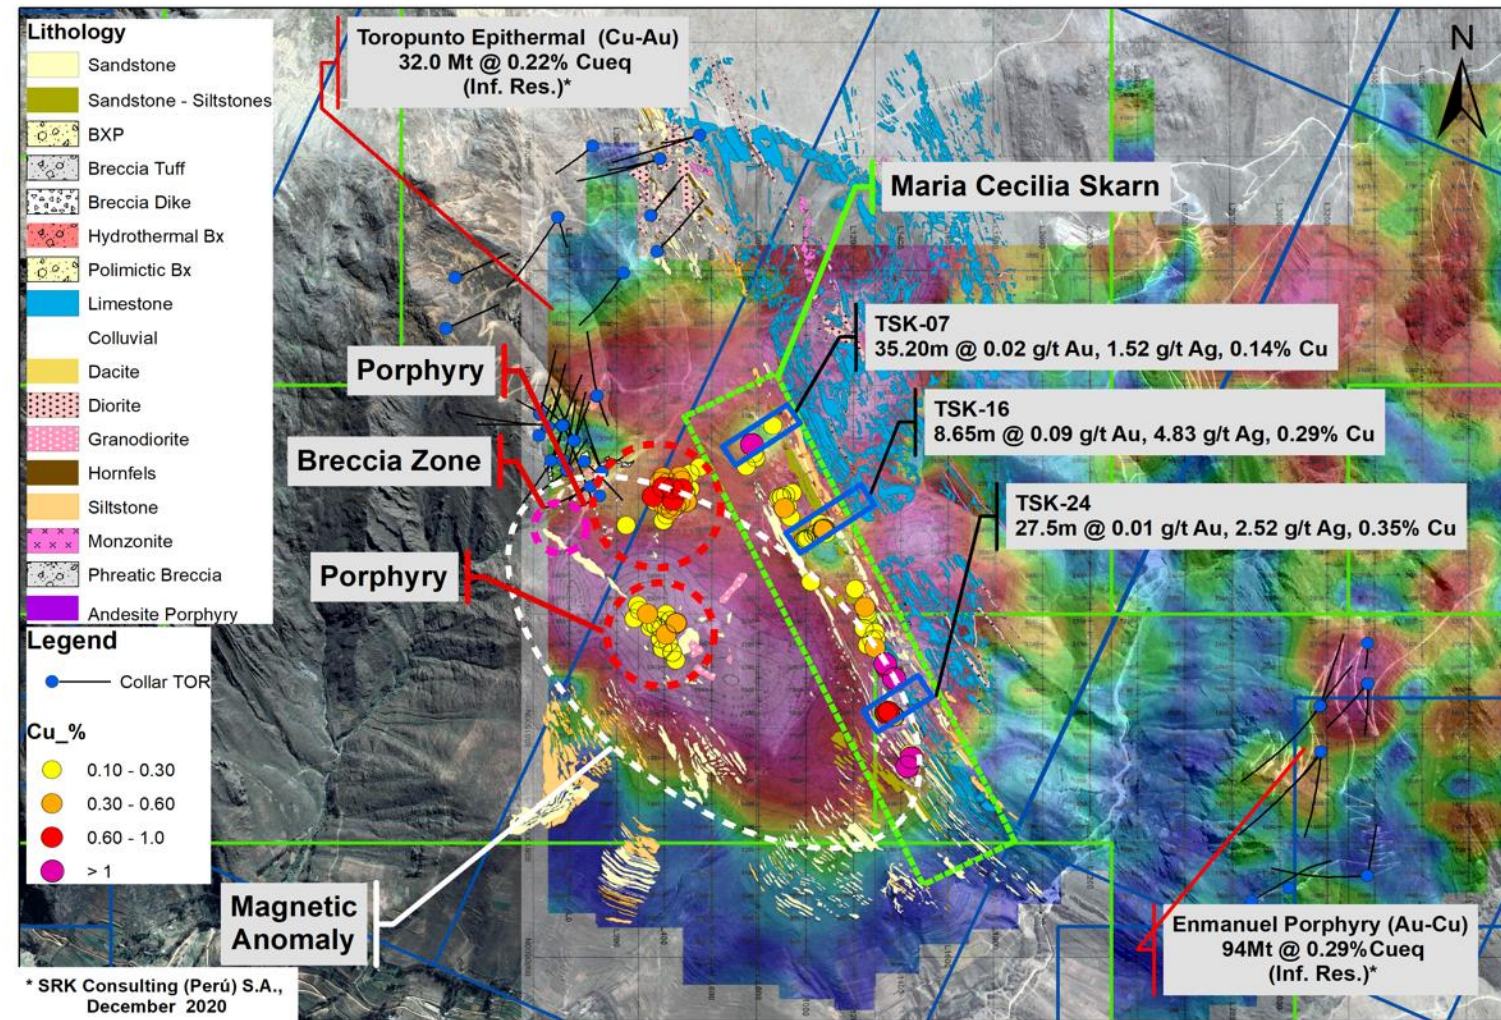 Lithology
Sandstone
Sandstone - Siltstones
BXP
Breccia Tuff
Breccia Dike
Hydrothermal Bx
Polimictic Bx
Limestone
Colluvial
Dacite
Diorite
Granodiorite
Hornfels
Siltstone
Monzonite
Phreatic Breccia
Andesite Porphyry
Legend
Collar TOR
Cu_%
0.10 - 0.30
0.30 - 0.60
0.60 - 1.0
> 1
* SRK Consulting (Perú) S.A.,
December 2020
Toropunto Epithermal (Cu-Au)
32.0 Mt @ 0.22% Cueq
(Inf. Res.)*
N
Maria Cecilia Skarn
TSK-07
35.20m @ 0.02 g/t Au, 1.52 g/t Ag, 0.14% Cu
TSK-16
8.65m @ 0.09 g/t Au, 4.83 g/t Ag, 0.29% Cu
TSK-24
27.5m @ 0.01 g/t Au, 2.52 g/t Ag, 0.35% Cu
Porphyry
Breccia Zone
Porphyry
Magnetic
Anomaly
Enmanuel Porphyry (Au-Cu)
94Mt @ 0.29%Cueq
(Inf. Res.)*